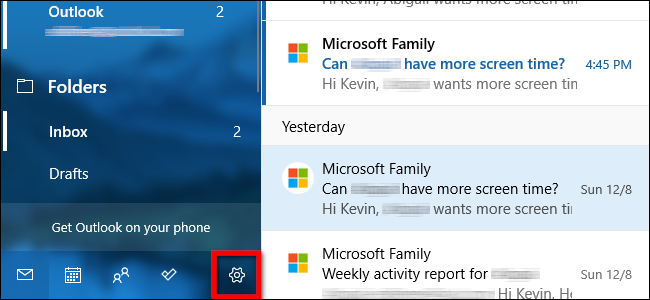 Outlook 2
Folders
Inbox 2
Drafts
Get Outlook on your phone
Hi Kevin, Abigail wants more screen tim
Microsoft Family
Can have more screen time? 4:45 PM
Hi Kevin, wants more screen tin
Yesterday
Microsoft Family
Can have more screen time? Sun 12/8
Hi Kevin, wants more screen tin
Microsoft Family
Weekly activity report for Sun 12/8
Hi Kevin, He